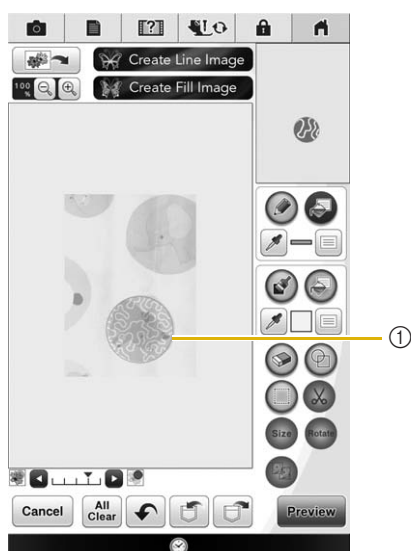 ?
Create Line Image
100 %
Create Fill Image
①
Size Rotate
Cancel All Clear Preview